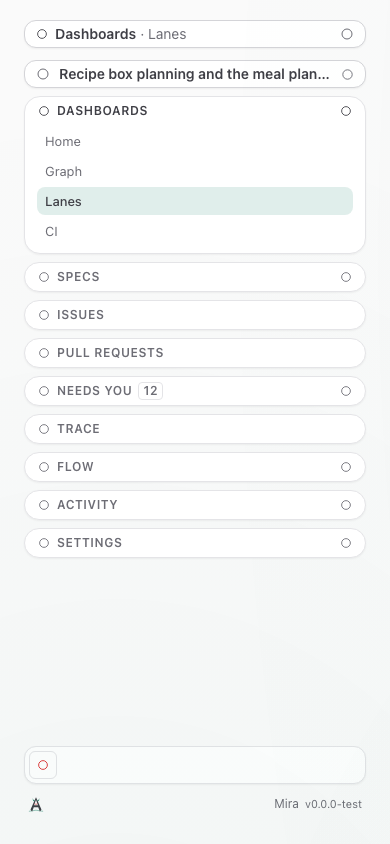 Dashboards · Lanes
Recipe box planning and the meal plan...
DASHBOARDS
Home
Graph
Lanes
CI
SPECS
ISSUES
PULL REQUESTS
NEEDS YOU 12
TRACE
FLOW
ACTIVITY
SETTINGS
Mira v0.0.0-test